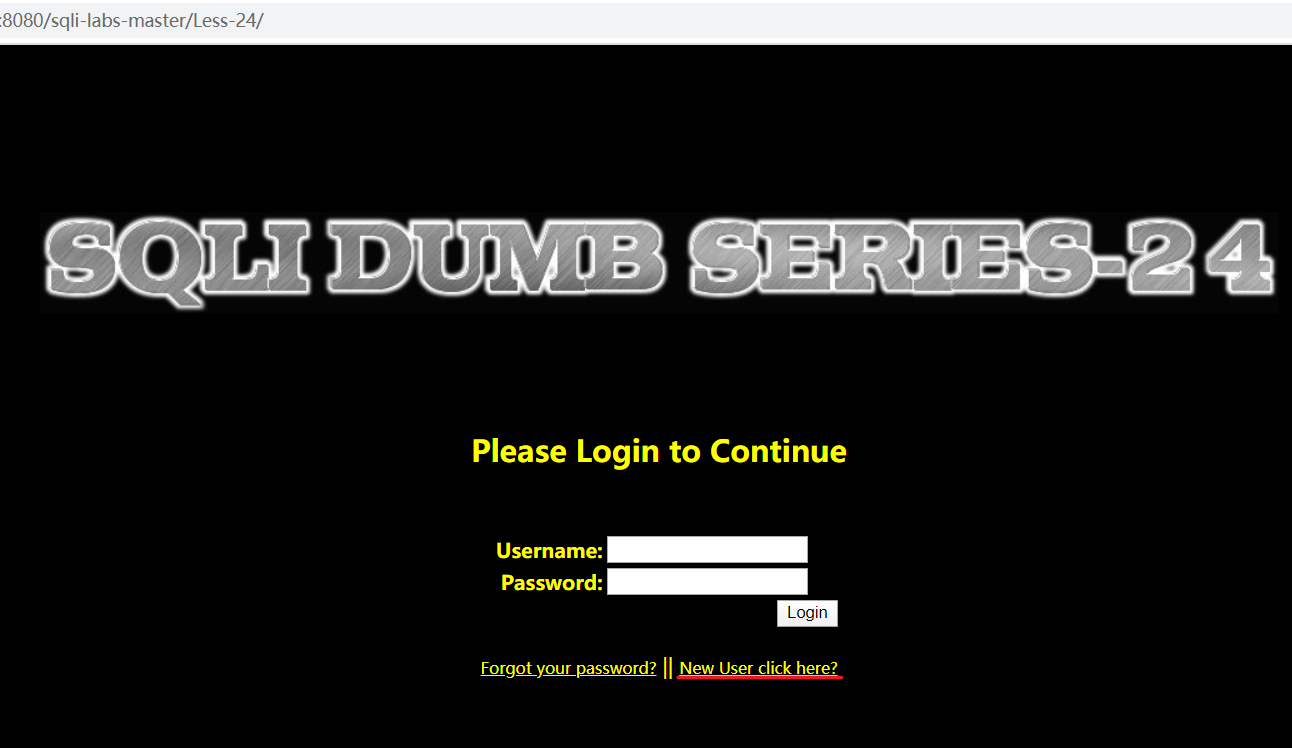 :8080/sqli-labs-master/Less-24/
SQLI DUMB SERIES-24
Please Login to Continue
Username:
Password:
Login
Forgot your password? || New User click here?